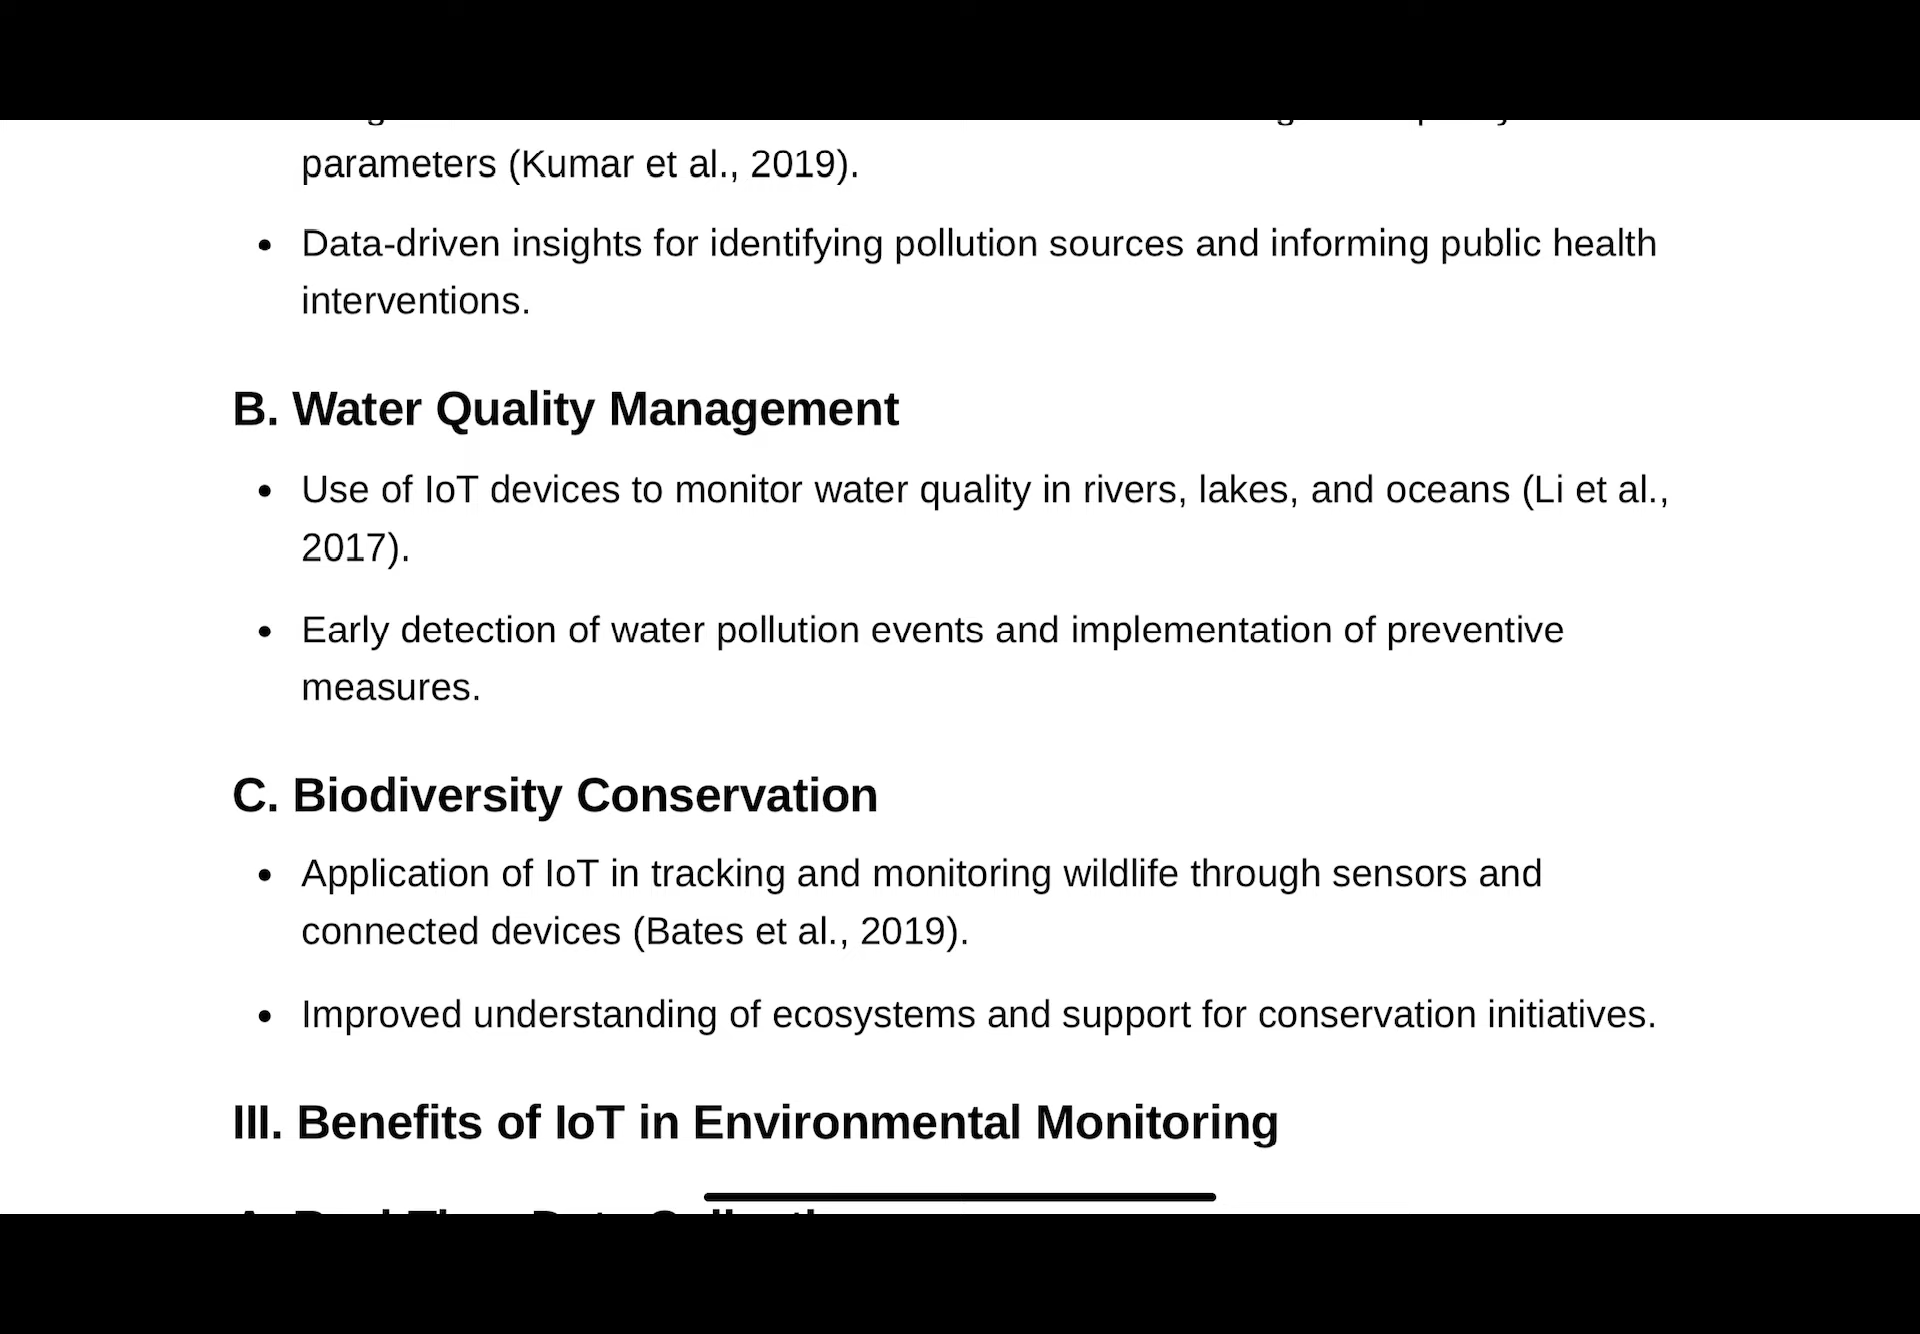 parameters (Kumar et al., 2019).
• Data-driven insights for identifying pollution sources and informing public health
interventions.
B. Water Quality Management
• Use of IoT devices to monitor water quality in rivers, lakes, and oceans (Li et al.,
2017).
• Early detection of water pollution events and implementation of preventive
measures.
C. Biodiversity Conservation
• Application of IoT in tracking and monitoring wildlife through sensors and
connected devices (Bates et al., 2019).
• Improved understanding of ecosystems and support for conservation initiatives.
III. Benefits of IoT in Environmental Monitoring